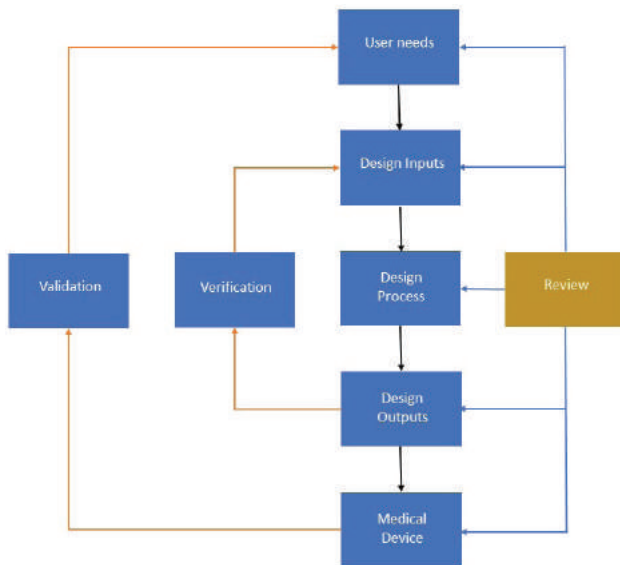 User needs
Design Inputs
Validation
Verification
Design
Process
Review
Design
Outputs
Medical
Device